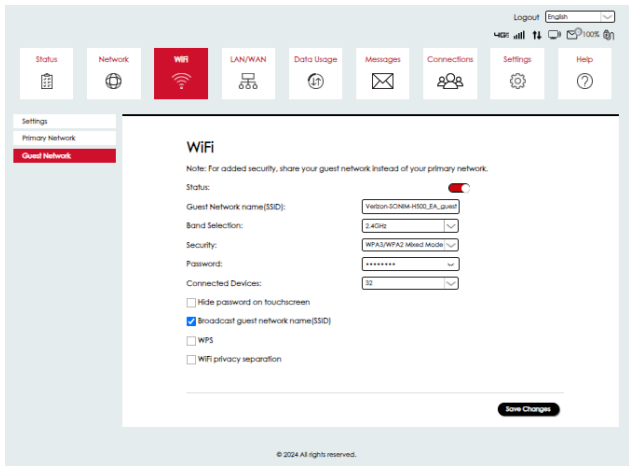 Logout English
4GE 100%
Status Network WiFi LAN/WAN Data Usage Messages Connections Settings Help
Settings
Primary Network
Guest Network
WiFi
Note: For added security, share your guest network instead of your primary network.
Status:
Guest Network name(SSID): Verizon-SONIM-H500_EA_guest
Band Selection: 2.4GHz
Security: WPA3/WPA2 Mixed Mode
Password: ••••••••
Connected Devices: 32
Hide password on touchscreen
Broadcast guest network name(SSID)
WPS
WiFi privacy separation
Save Changes
© 2024 All rights reserved.